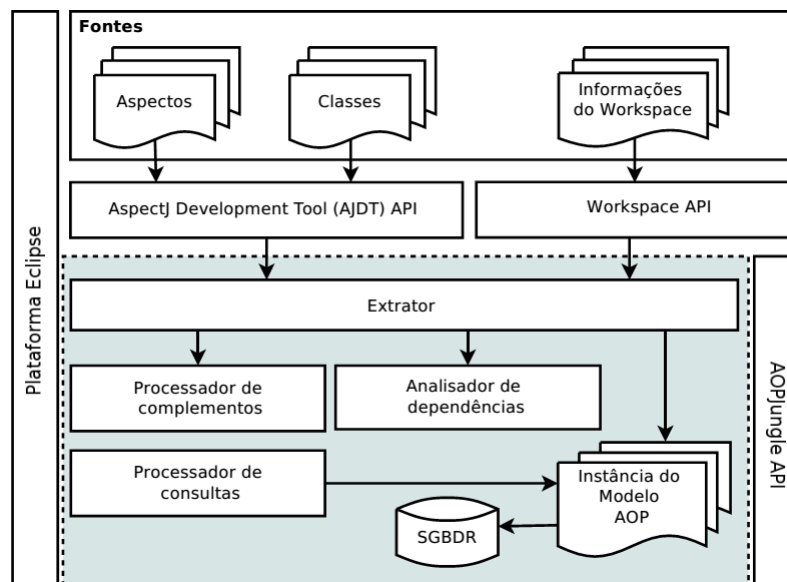 Plataforma Eclipse
Fontes
Aspectos
Classes
Informações
do Workspace
AspectJ Development Tool (AJDT) API
Workspace API
Extrator
Processador de
complementos
Analisador de
dependências
Processador de
consultas
Instância do
Modelo
AOP
SGBDR
AOPJungle API